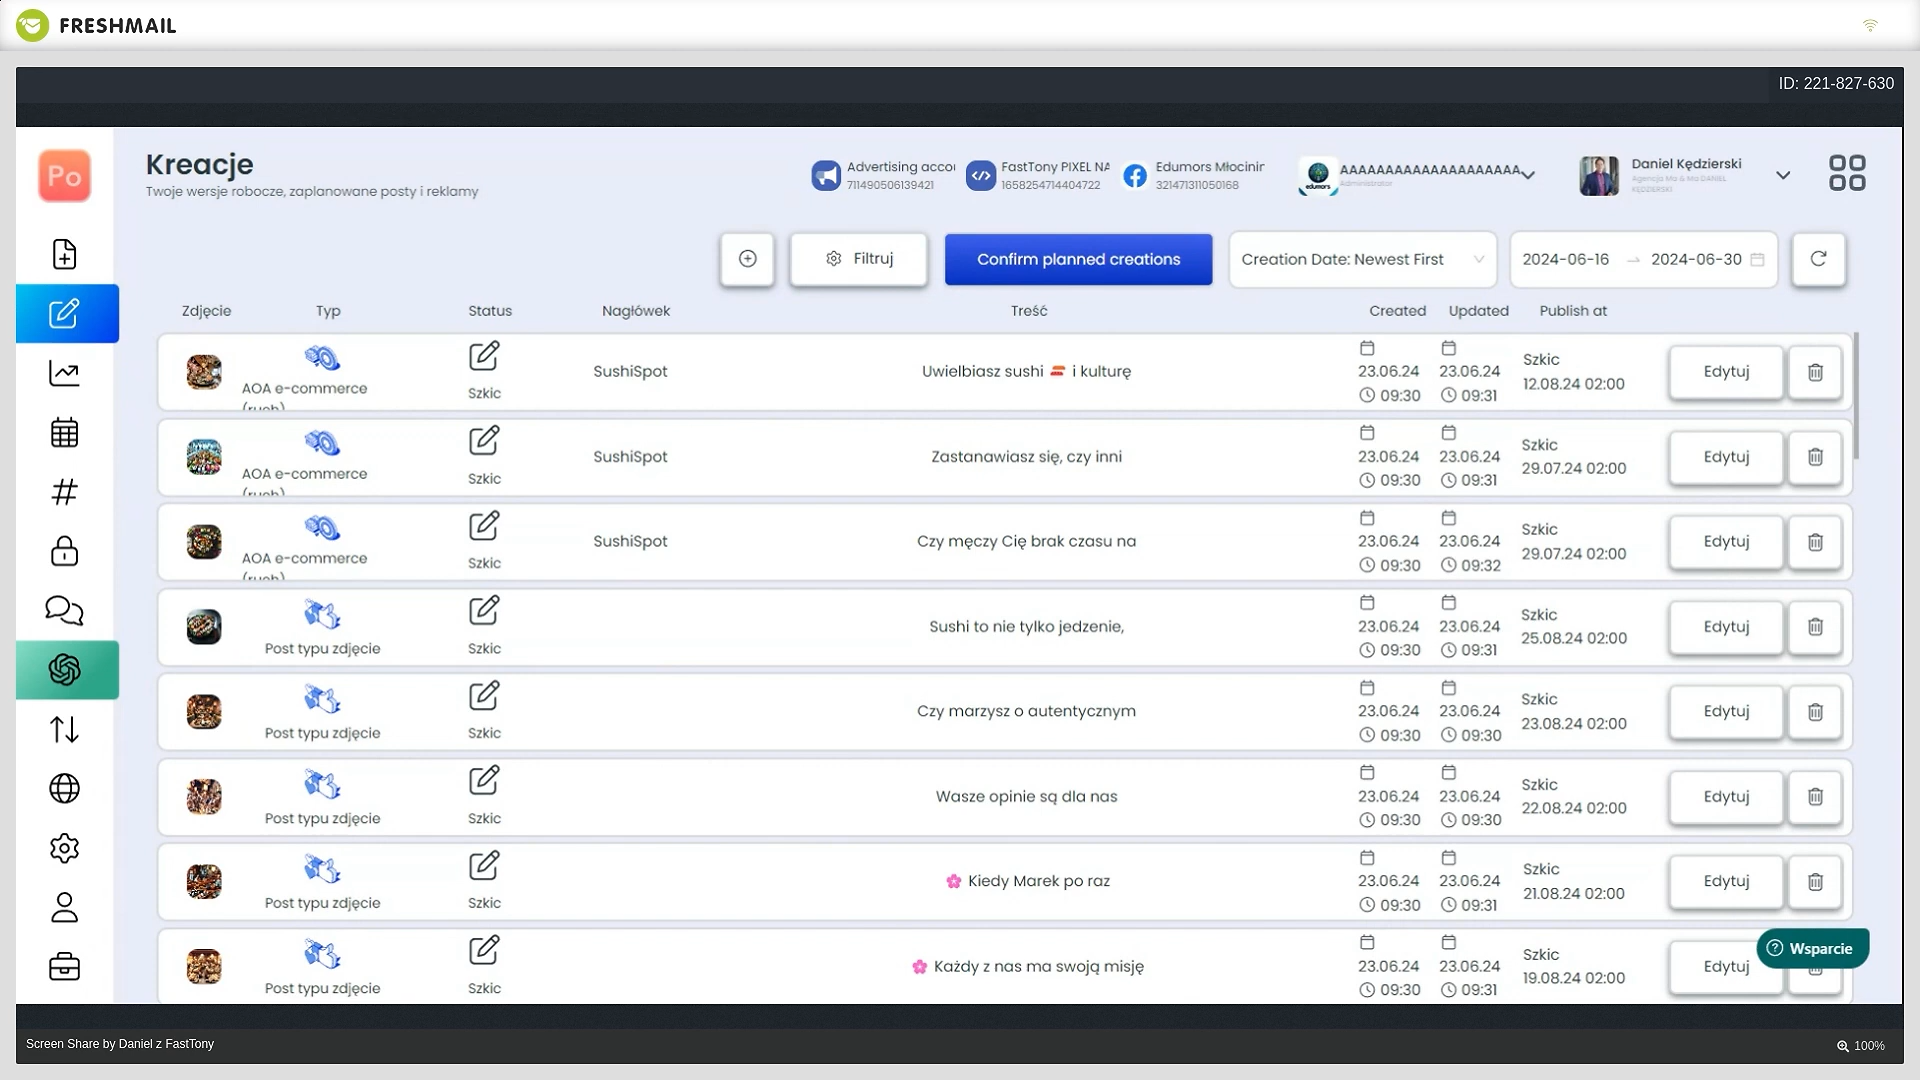 FRESHMAIL
ID: 221-827-630
Po
Kreacje
Twoje wersje robocze, zaplanowane posty i reklamy
Advertising accou
711490506139421
FastTony PIXEL NA
1658254714404722
Edumors Młocinir
321471311050168
edumors
AAAAAAAAAAAAAAAAAAAA
Administrator
Daniel Kędzierski
Agencja Ma & Ma DANIEL
KĘDZIERSKI
Filtruj
Confirm planned creations
Creation Date: Newest First
2024-06-16 → 2024-06-30
Zdjęcie Typ Status Nagłówek Treść Created Updated Publish at
AOA e-commerce (ruch) Szkic SushiSpot Uwielbiasz sushi 🍣 i kulturę 23.06.24 09:30 23.06.24 09:31 Szkic 12.08.24 02:00 Edytuj
AOA e-commerce (ruch) Szkic SushiSpot Zastanawiasz się, czy inni 23.06.24 09:30 23.06.24 09:31 Szkic 29.07.24 02:00 Edytuj
AOA e-commerce (ruch) Szkic SushiSpot Czy męczy Cię brak czasu na 23.06.24 09:30 23.06.24 09:32 Szkic 29.07.24 02:00 Edytuj
Post typu zdjęcie Szkic Sushi to nie tylko jedzenie, 23.06.24 09:30 23.06.24 09:31 Szkic 25.08.24 02:00 Edytuj
Post typu zdjęcie Szkic Czy marzysz o autentycznym 23.06.24 09:30 23.06.24 09:30 Szkic 23.08.24 02:00 Edytuj
Post typu zdjęcie Szkic Wasze opinie są dla nas 23.06.24 09:30 23.06.24 09:30 Szkic 22.08.24 02:00 Edytuj
Post typu zdjęcie Szkic 🌸 Kiedy Marek po raz 23.06.24 09:30 23.06.24 09:31 Szkic 21.08.24 02:00 Edytuj
Post typu zdjęcie Szkic 🌸 Każdy z nas ma swoją misję 23.06.24 09:30 23.06.24 09:31 Szkic 19.08.24 02:00 Edytuj
Wsparcie
Screen Share by Daniel z FastTony
100%